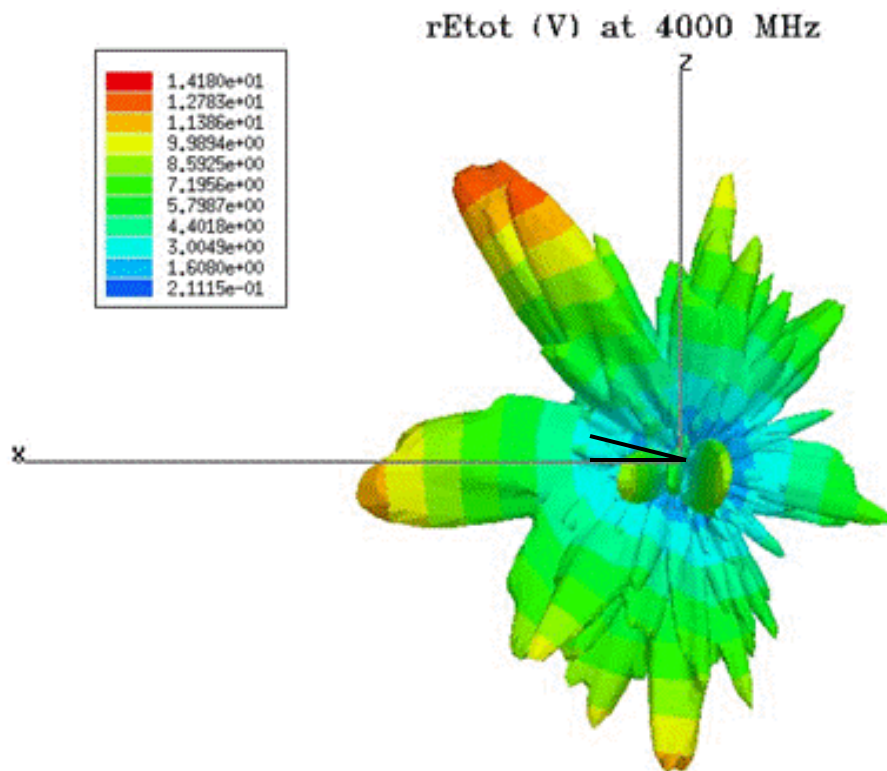 rEtot (V) at 4000 MHz
Z
1.4180e+01
1.2783e+01
1.1386e+01
9.9894e+00
8.5925e+00
7.1956e+00
5.7987e+00
4.4018e+00
3.0049e+00
1.6080e+00
2.1115e-01
X